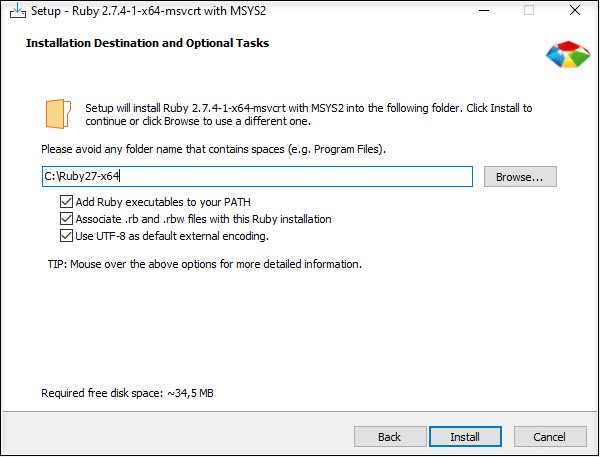 Setup - Ruby 2.7.4-1-x64-msvcrt with MSYS2
Installation Destination and Optional Tasks
Setup will install Ruby 2.7.4-1-x64-msvcrt with MSYS2 into the following folder. Click Install to
continue or click Browse to use a different one.
Please avoid any folder name that contains spaces (e.g. Program Files).
C:\Ruby27-x64
Browse...
Add Ruby executables to your PATH
Associate .rb and .rbw files with this Ruby installation
Use UTF-8 as default external encoding.
TIP: Mouse over the above options for more detailed information.
Required free disk space: ~34,5 MB
Back
Install
Cancel